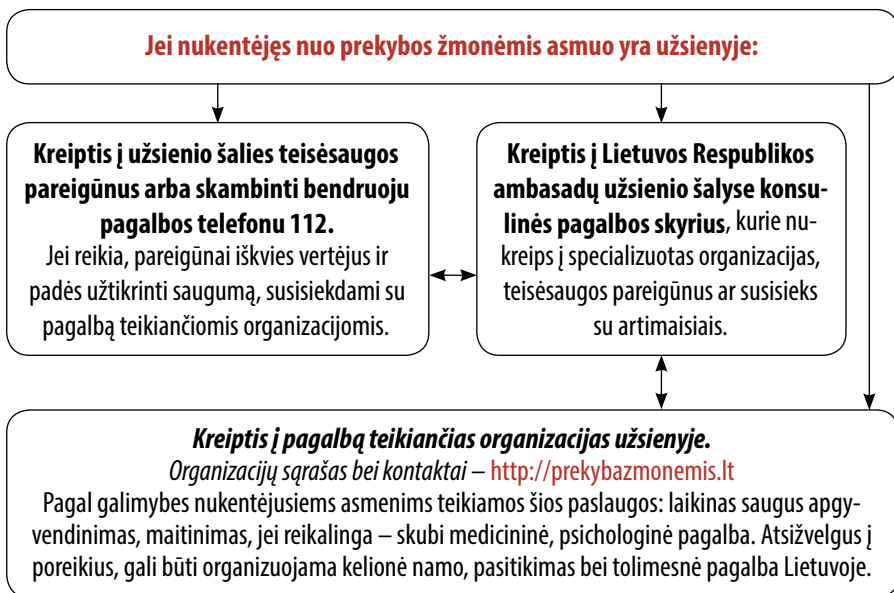 Jei nukentėjęs nuo prekybos žmonėmis asmuo yra užsienyje:
Kreiptis į užsienio šalies teisėsaugos
pareigūnus arba skambinti bendruoju
pagalbos telefonu 112.
Jei reikia, pareigūnai iškvies vertėjus ir
padės užtikrinti saugumą, susisiekdami su
pagalbą teikiančiomis organizacijomis.
Kreiptis į Lietuvos Respublikos
ambasadų užsienio šalyse konsu-
linės pagalbos skyrius, kurie nu-
kreips į specializuotas organizacijas,
teisėsaugos pareigūnus ar susisieks
su artimaisiais.
Kreiptis į pagalbą teikiančias organizacijas užsienyje.
Organizacijų sąrašas bei kontaktai – http://prekybazmonemis.lt
Pagal galimybes nukentėjusiems asmenims teikiamos šios paslaugos: laikinas saugus apgy-
vendinimas, maitinimas, jei reikalinga – skubi medicininė, psichologinė pagalba. Atsižvelgus į
poreikius, gali būti organizuojama kelionė namo, pasitikimas bei tolimesnė pagalba Lietuvoje.